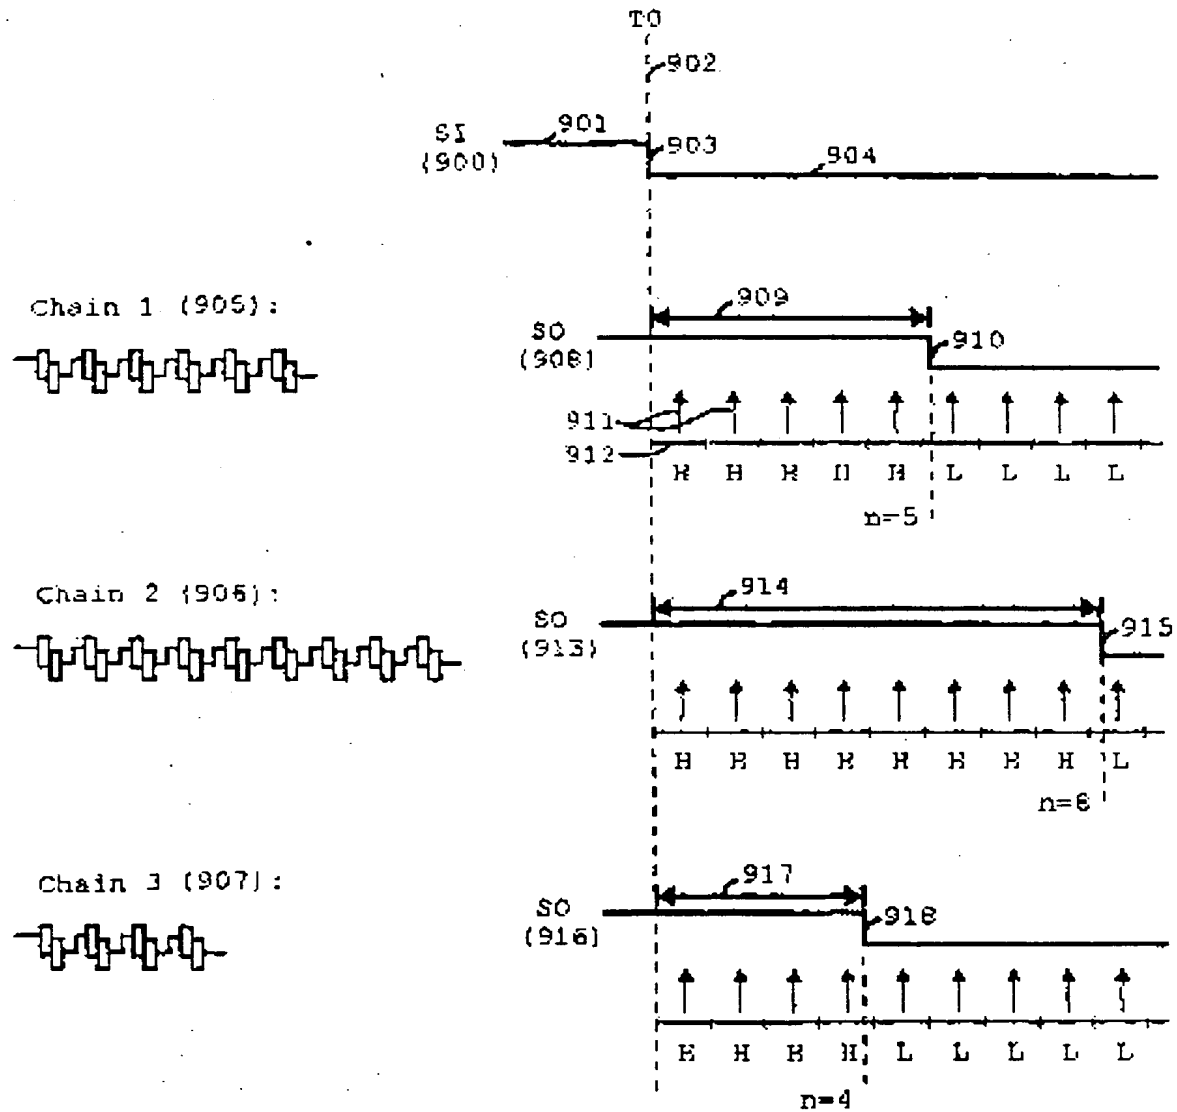 T0
902
SI
(900)
901
903
904
Chain 1 (905):
SO
(908)
909
910
911
912
H H H H H L L L L
n=5
Chain 2 (906):
SO
(913)
914
915
H H H H H H H H L
n=8
Chain 3 (907):
SO
(916)
917
918
H H H H L L L L L
n=4